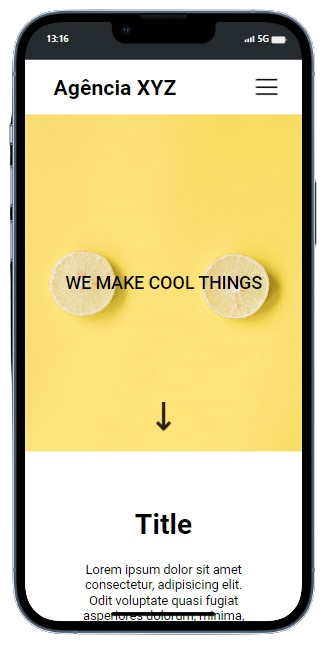 13:16
5G
Agência XYZ
WE MAKE COOL THINGS
Title
Lorem ipsum dolor sit amet
consectetur, adipisicing elit.
Odit voluptate quasi fugiat
asperiores dolorum, minima,